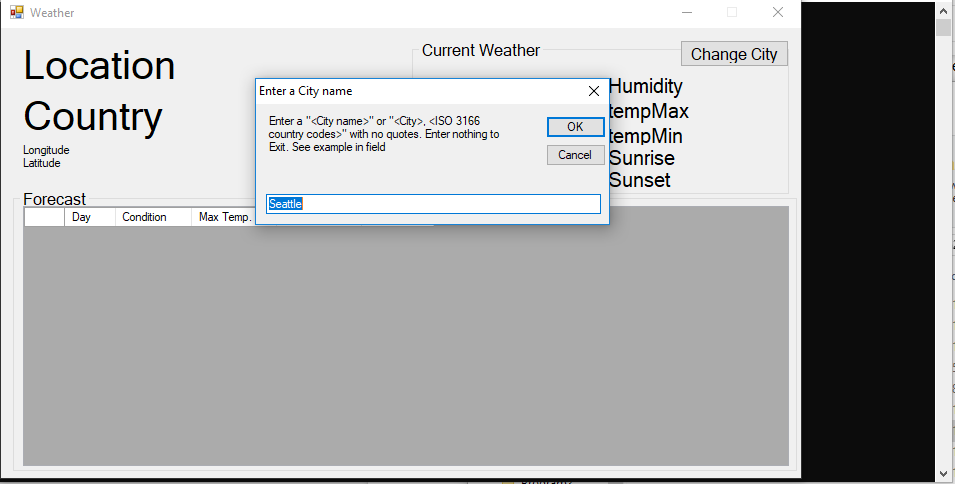 Weather
Location
Country
Longitude
Latitude
Current Weather
Change City
Humidity
tempMax
tempMin
Sunrise
Sunset
Enter a City name
Enter a "<City name>" or "<City>, <ISO 3166
country codes>" with no quotes. Enter nothing to
Exit. See example in field
OK
Cancel
Seattle
Forecast
Day Condition Max Temp.